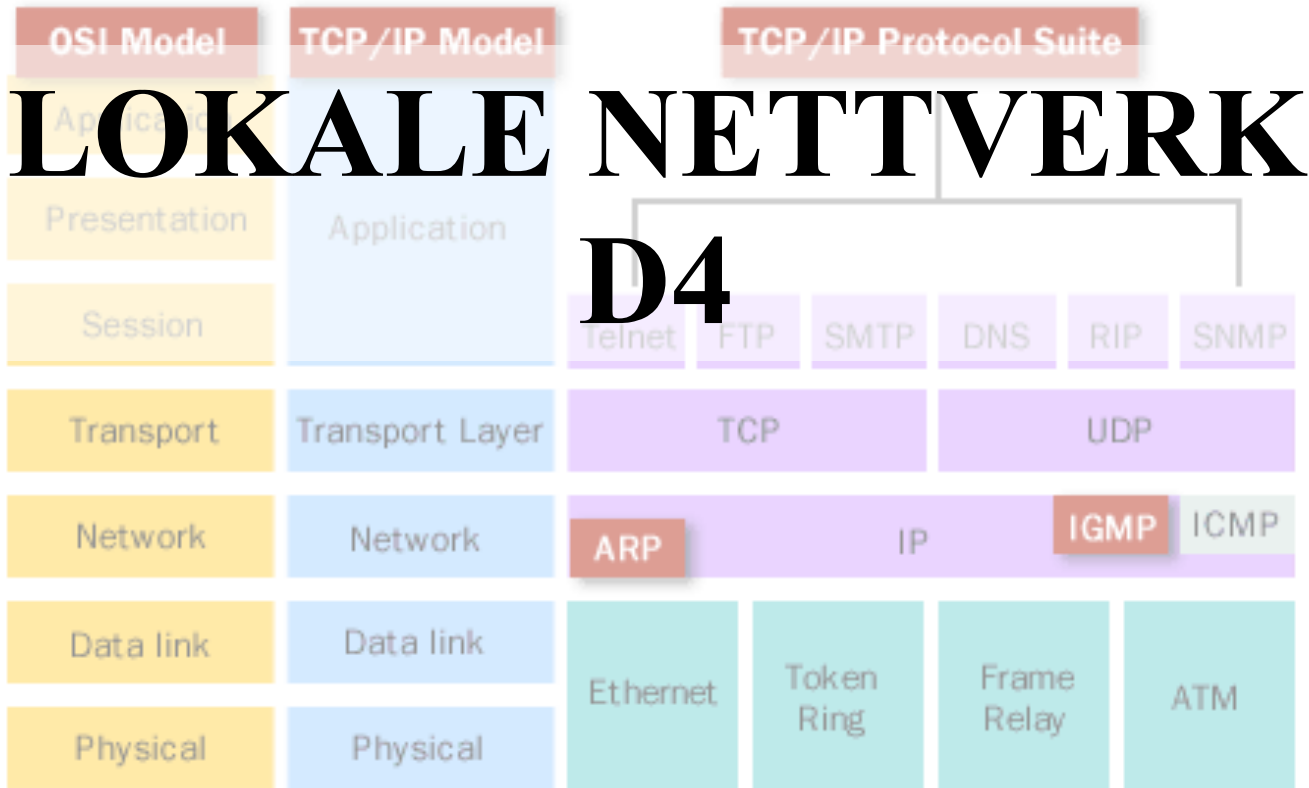 OSI Model TCP/IP Model TCP/IP Protocol Suite
LOKALE NETTVERK
D4
Application
Presentation Application
Session Telnet FTP SMTP DNS RIP SNMP
Transport Transport Layer TCP UDP
Network Network ARP IP IGMP ICMP
Data link Data link
Ethernet Token Ring Frame Relay ATM
Physical Physical